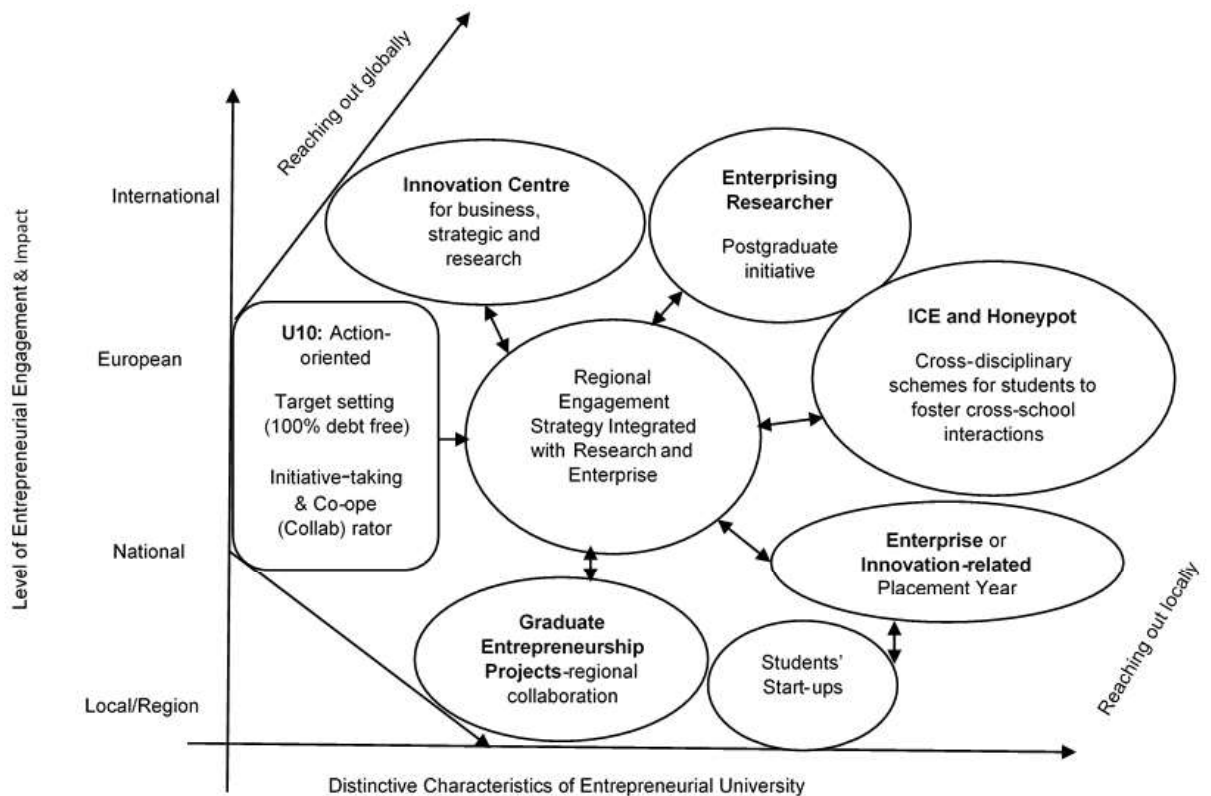 Reaching out globally
Level of Entrepreneurial Engagement & Impact
International
European
National
Local/Region
Innovation Centre
for business,
strategic and
research
Enterprising
Researcher
Postgraduate
initiative
U10: Action-
oriented
Target setting
(100% debt free)
Initiative-taking
& Co-ope
(Collab) rator
Regional
Engagement
Strategy Integrated
with Research and
Enterprise
ICE and Honeypot
Cross-disciplinary
schemes for students to
foster cross-school
interactions
Enterprise or
Innovation-related
Placement Year
Graduate
Entrepreneurship
Projects-regional
collaboration
Students'
Start-ups
Reaching out locally
Distinctive Characteristics of Entrepreneurial University